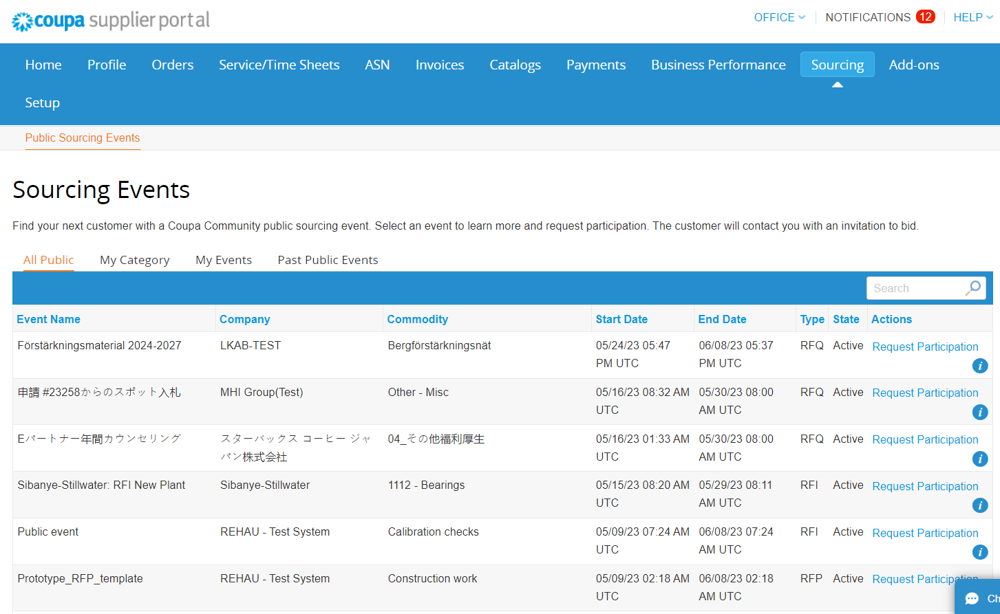 coupa supplier portal
OFFICE NOTIFICATIONS 12 HELP
Home Profile Orders Service/Time Sheets ASN Invoices Catalogs Payments Business Performance Sourcing Add-ons
Setup
Public Sourcing Events
Sourcing Events
Find your next customer with a Coupa Community public sourcing event. Select an event to learn more and request participation. The customer will contact you with an invitation to bid.
All Public My Category My Events Past Public Events
Search
Event Name Company Commodity Start Date End Date Type State Actions
Förstärkningsmaterial 2024-2027 LKAB-TEST Bergförstärkningsnät 05/24/23 05:47 06/08/23 05:37 RFQ Active Request Participation
PM UTC PM UTC
申請 #23258からのスポット入札 MHI Group(Test) Other - Misc 05/16/23 08:32 AM 05/30/23 08:00 RFQ Active Request Participation
UTC AM UTC
Eパートナー年間カウンセリング スターバックス コーヒー ジャ 04_その他福利厚生 05/16/23 01:33 AM 05/30/23 08:00 RFQ Active Request Participation
パン株式会社 UTC AM UTC
Sibanye-Stillwater: RFI New Plant Sibanye-Stillwater 1112 - Bearings 05/15/23 08:20 AM 05/29/23 08:11 RFI Active Request Participation
UTC AM UTC
Public event REHAU - Test System Calibration checks 05/09/23 07:24 AM 06/08/23 07:24 RFI Active Request Participation
UTC AM UTC
Prototype_RFP_template REHAU - Test System Construction work 05/09/23 02:18 AM 06/08/23 02:18 RFP Active Request Participation
UTC AM UTC Ch